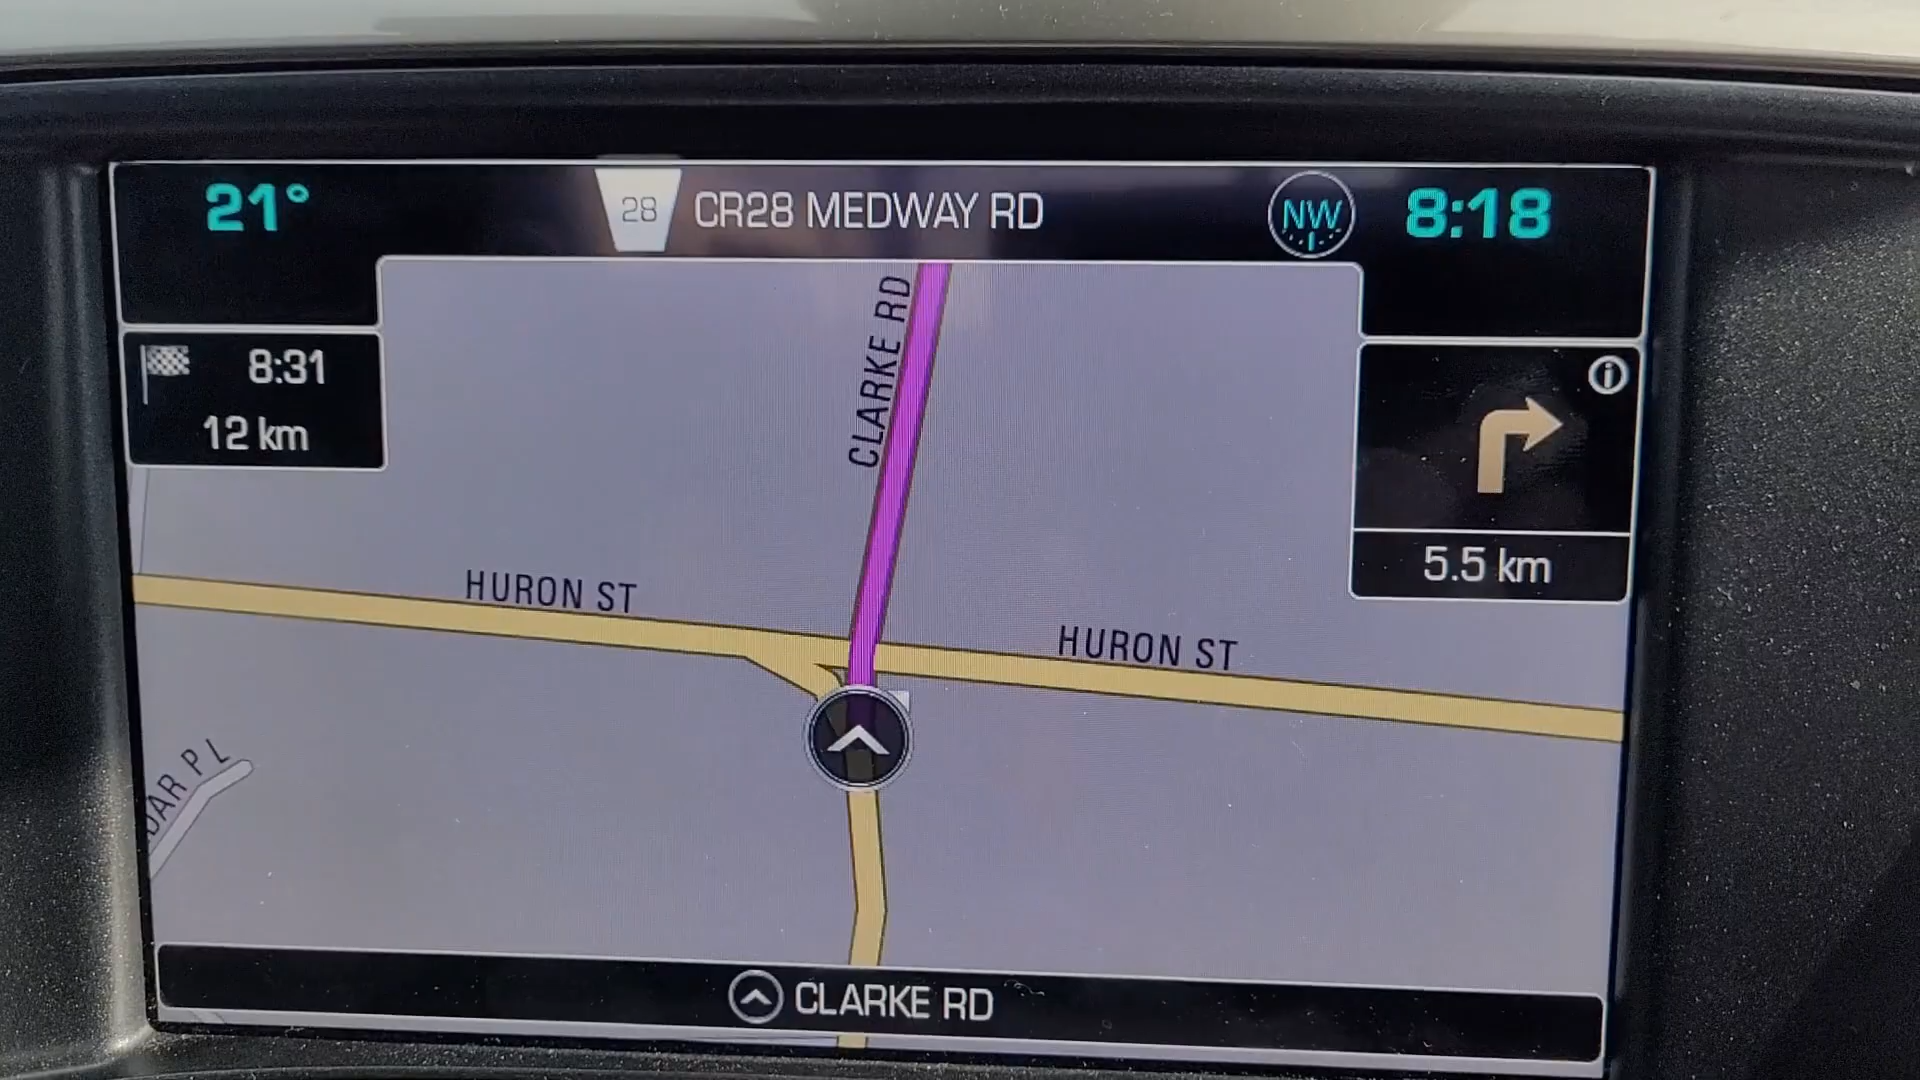 21°
28
CR28 MEDWAY RD
NW
8:18
8:31
12 km
CLARKE RD
5.5 km
HURON ST
HURON ST
PL
CLARKE RD